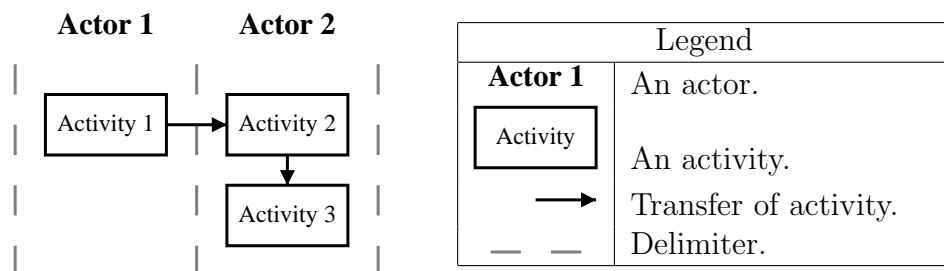 Actor 1 Actor 2
Activity 1 Activity 2
Activity 3
Legend
Actor 1 An actor.
Activity
An activity.
Transfer of activity.
Delimiter.